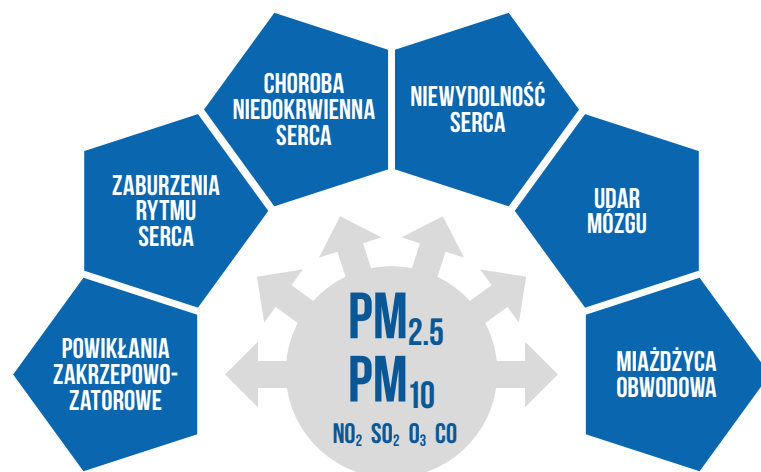 CHOROBA
NIEDOKRWIENNA
SERCA
NIEWYDOLNOŚĆ
SERCA
ZABURZENIA
RYTMU
SERCA
UDAR
MÓZGU
POWIKŁANIA
ZAKRZEPOWO-
ZATOROWE
PM2.5
PM10
NO2 SO2 O3 CO
MIAŻDŻYCA
OBWODOWA